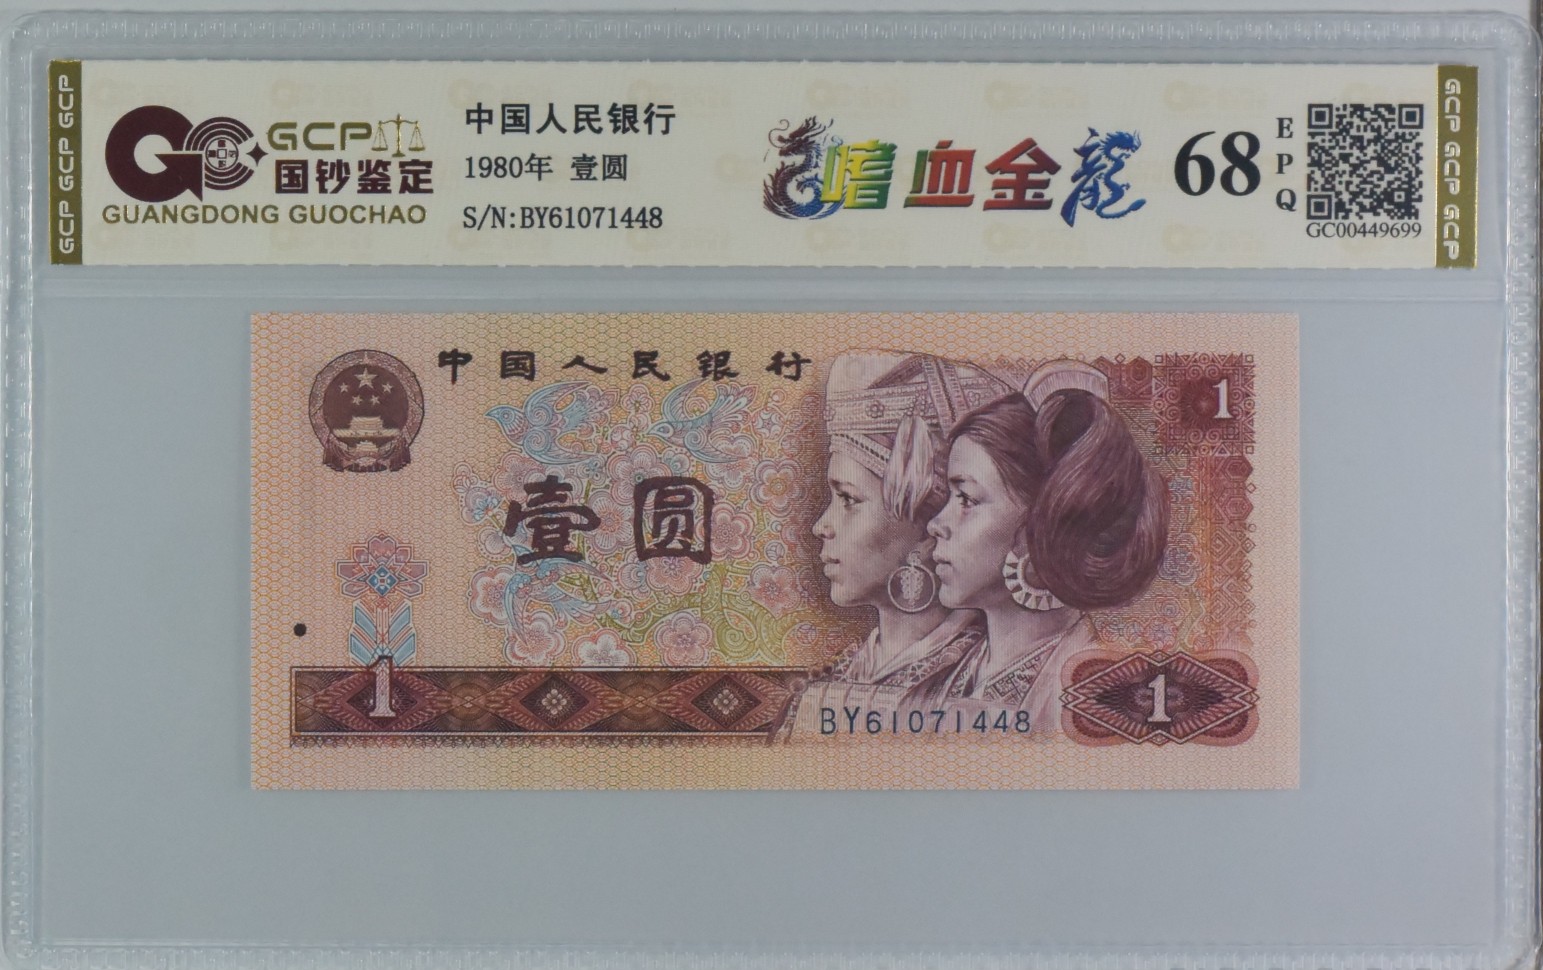 GCP GCP GCP
GCP
国钞鉴定
GUANGDONG GUOCHAO
中国人民银行
1980年 壹圆
S/N:BY61071448
嗜血金龍
68
EPQ
GC00449699
GCP GCP GCP
中国人民银行
1
壹圆
1
BY61071448
1